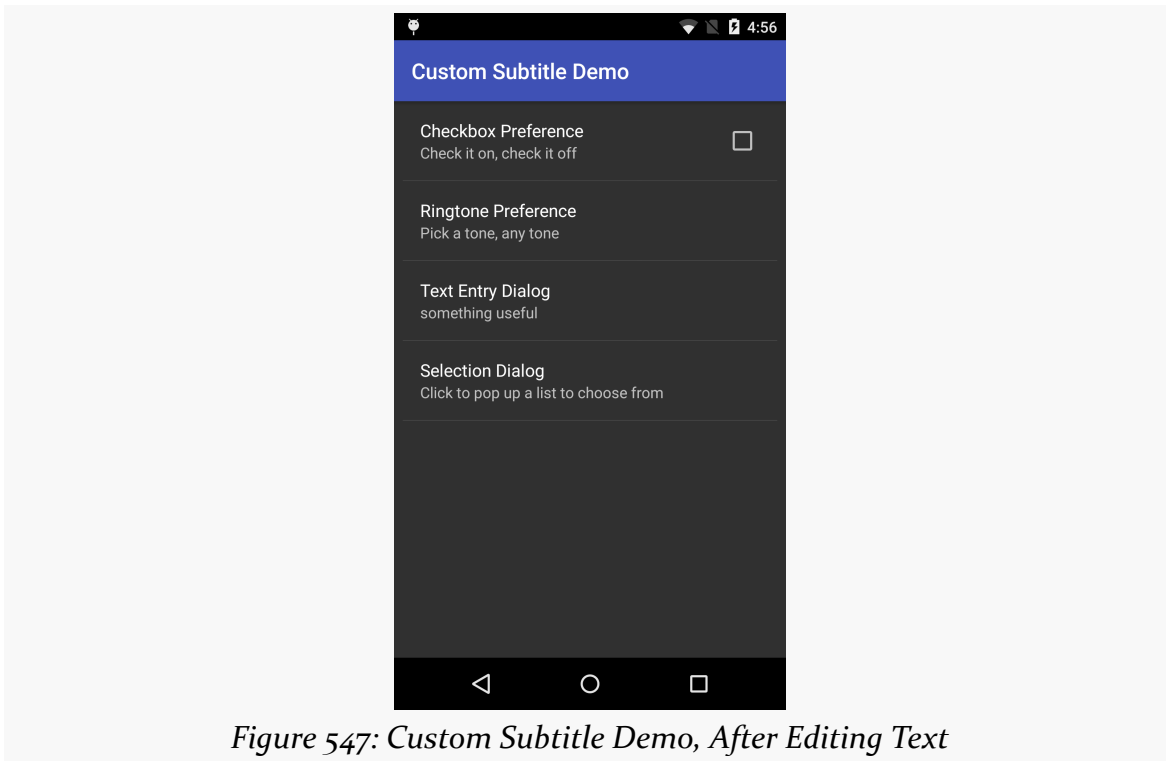 4:56
Custom Subtitle Demo
Checkbox Preference
Check it on, check it off
Ringtone Preference
Pick a tone, any tone
Text Entry Dialog
something useful
Selection Dialog
Click to pop up a list to choose from
Figure 547: Custom Subtitle Demo, After Editing Text